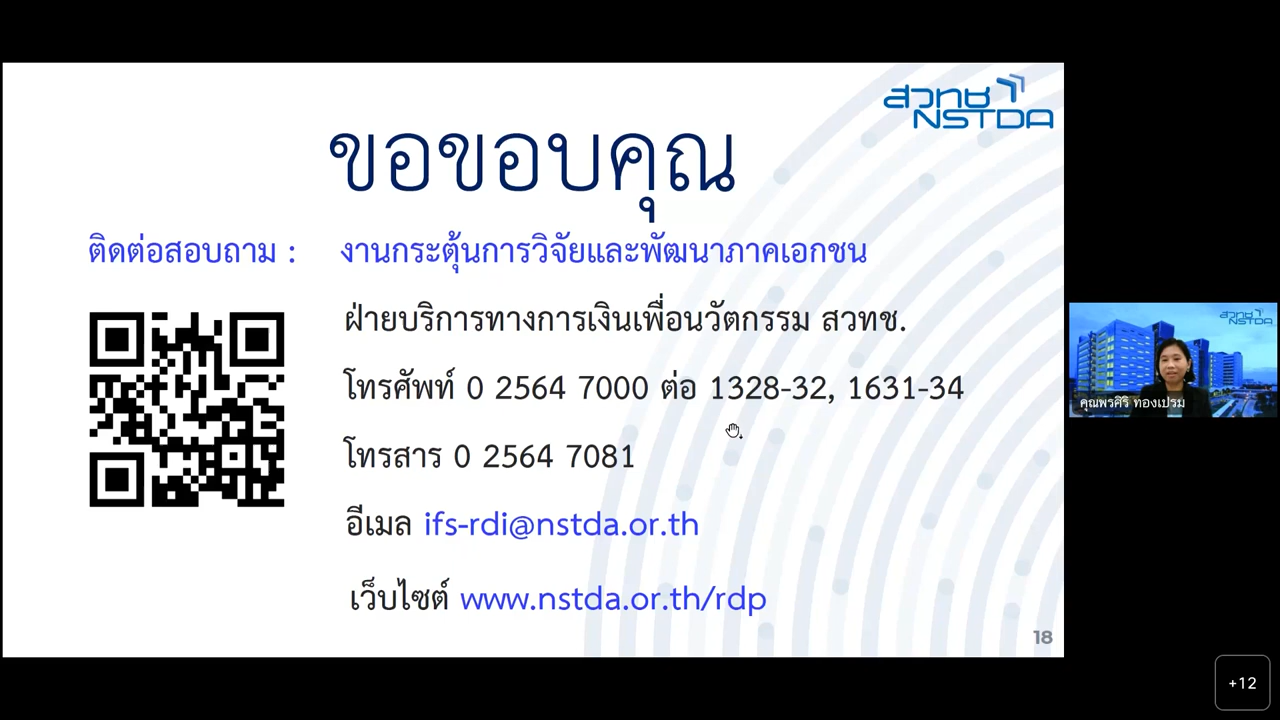 สวทช
NSTDA
ขอขอบคุณ
ติดต่อสอบถาม : งานกระตุ้นการวิจัยและพัฒนาภาคเอกชน
ฝ่ายบริการทางการเงินเพื่อนวัตกรรม สวทช.
โทรศัพท์ 0 2564 7000 ต่อ 1328-32, 1631-34
โทรสาร 0 2564 7081
อีเมล ifs-rdi@nstda.or.th
เว็บไซต์ www.nstda.or.th/rdp
18
สวทช
NSTDA
คุณพรศิริ ทองเปรม
+12